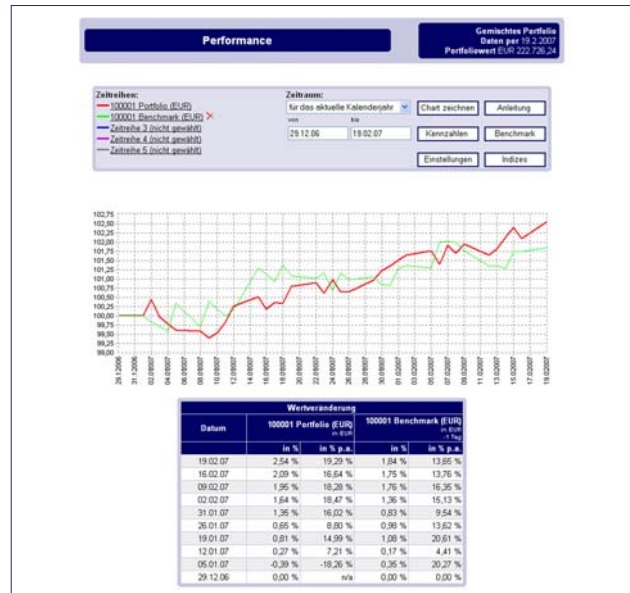 Performance
Gemischtes Portfolio
Daten per 19.2.2007
Portfoliowert EUR 222.726,24
Zeitreihen:
100001 Portfolio (EUR)
100001 Benchmark (EUR)
Zeitreihe 3 (nicht gewählt)
Zeitreihe 4 (nicht gewählt)
Zeitreihe 5 (nicht gewählt)
Zeitraum:
für das aktuelle Kalenderjahr
von bis
29.12.06 19.02.07
Chart zeichnen Anleitung
Kennzahlen Benchmark
Einstellungen Indizes
102,75
102,50
102,25
102,00
101,75
101,50
101,25
101,00
100,75
100,50
100,25
100,00
99,75
99,50
99,25
99,00
Wertveränderung
Datum 100001 Portfolio (EUR) in EUR 100001 Benchmark (EUR) in EUR -1 Tag
in % in % p.a. in % in % p.a.
19.02.07 2,54 % 19,29 % 1,84 % 13,65 %
16.02.07 2,09 % 16,64 % 1,75 % 13,76 %
09.02.07 1,95 % 18,28 % 1,76 % 16,35 %
02.02.07 1,64 % 18,47 % 1,36 % 15,13 %
31.01.07 1,35 % 16,02 % 0,83 % 9,54 %
26.01.07 0,65 % 8,80 % 0,98 % 13,62 %
19.01.07 0,81 % 14,99 % 1,08 % 20,61 %
12.01.07 0,27 % 7,21 % 0,17 % 4,41 %
05.01.07 -0,39 % -18,26 % 0,35 % 20,27 %
29.12.06 0,00 % n/a 0,00 % 0,00 %